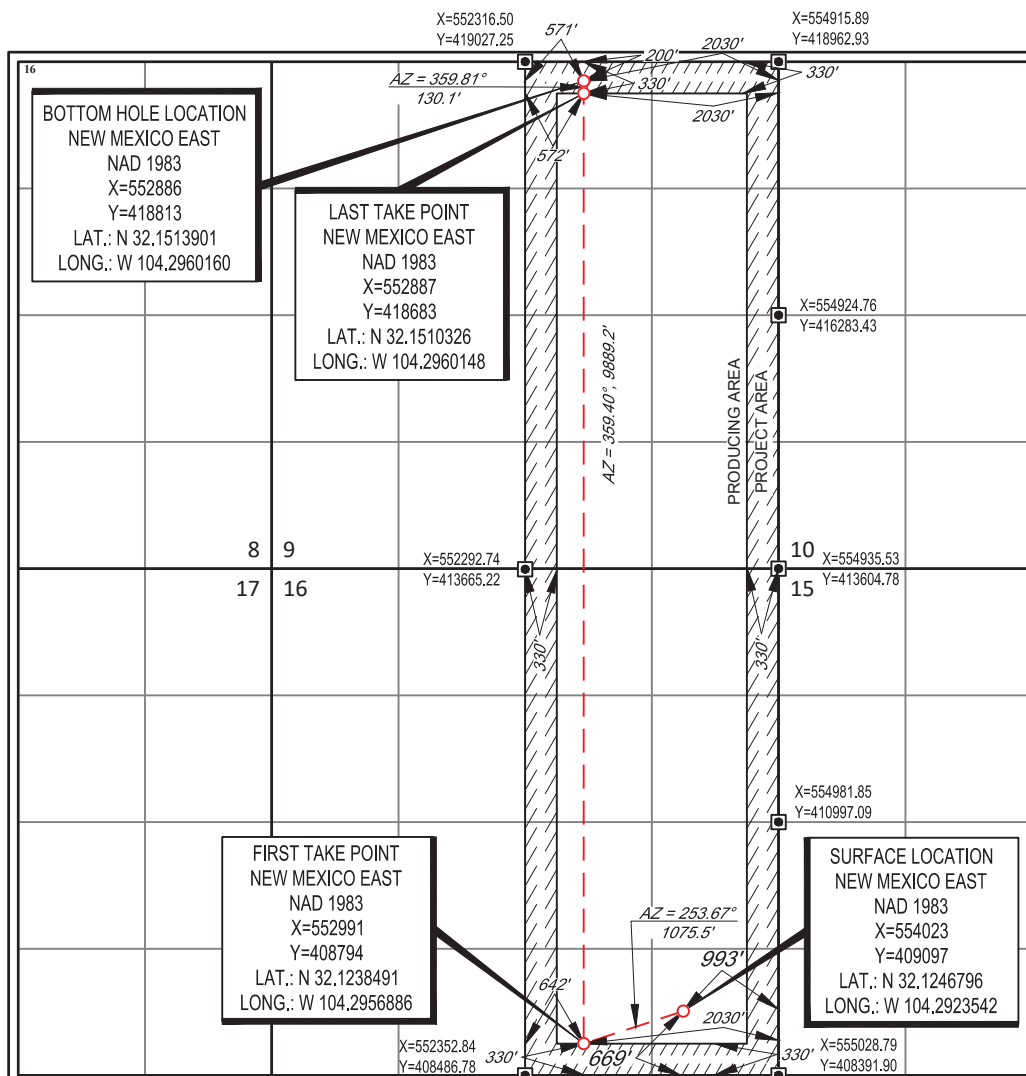 X=552316.50
Y=419027.25
571'
200'
2030'
X=554915.89
Y=418962.93
16
AZ = 359.81°
130.1'
330'
330'
2030'
572'
BOTTOM HOLE LOCATION
NEW MEXICO EAST
NAD 1983
X=552886
Y=418813
LAT.: N 32.1513901
LONG.: W 104.2960160
LAST TAKE POINT
NEW MEXICO EAST
NAD 1983
X=552887
Y=418683
LAT.: N 32.1510326
LONG.: W 104.2960148
X=554924.76
Y=416283.43
AZ = 359.40°, 9889.2'
PRODUCING AREA
PROJECT AREA
8
9
17
16
X=552292.74
Y=413665.22
10
15
X=554935.53
Y=413604.78
330'
330'
X=554981.85
Y=410997.09
FIRST TAKE POINT
NEW MEXICO EAST
NAD 1983
X=552991
Y=408794
LAT.: N 32.1238491
LONG.: W 104.2956886
SURFACE LOCATION
NEW MEXICO EAST
NAD 1983
X=554023
Y=409097
LAT.: N 32.1246796
LONG.: W 104.2923542
AZ = 253.67°
1075.5'
993'
642'
2030'
X=552352.84
Y=408486.78
330'
669'
330'
X=555028.79
Y=408391.90